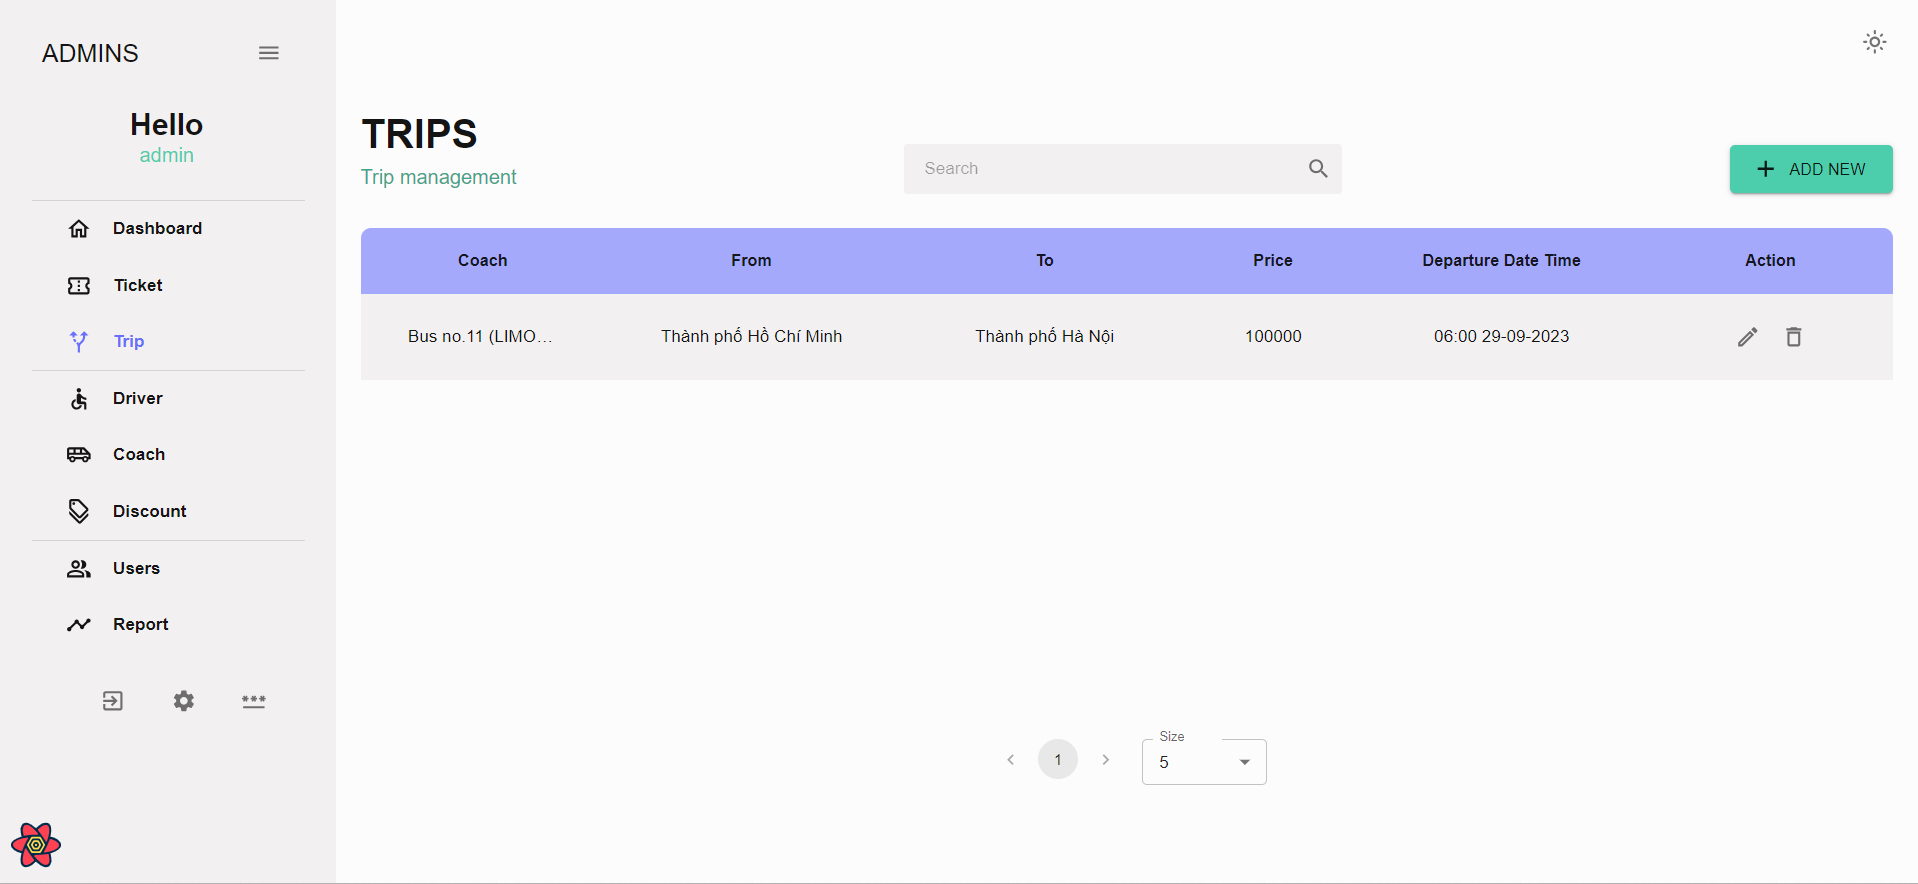 ADMINS
Hello
admin
Dashboard
Ticket
Trip
Driver
Coach
Discount
Users
Report
TRIPS
Trip management
Search
ADD NEW
Coach From To Price Departure Date Time Action
Bus no.11 (LIMO... Thành phố Hồ Chí Minh Thành phố Hà Nội 100000 06:00 29-09-2023
1
Size
5